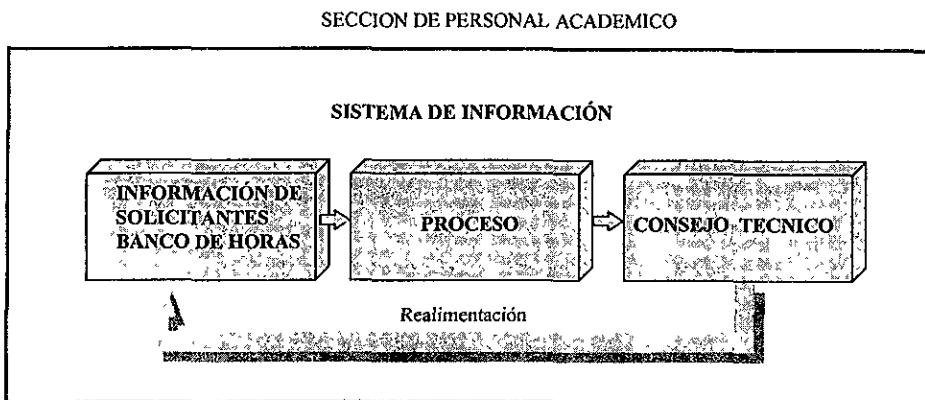 SECCION DE PERSONAL ACADEMICO
SISTEMA DE INFORMACIÓN
INFORMACIÓN DE
SOLICITANTES
BANCO DE HORAS
PROCESO
CONSEJO TECNICO
Realimentación